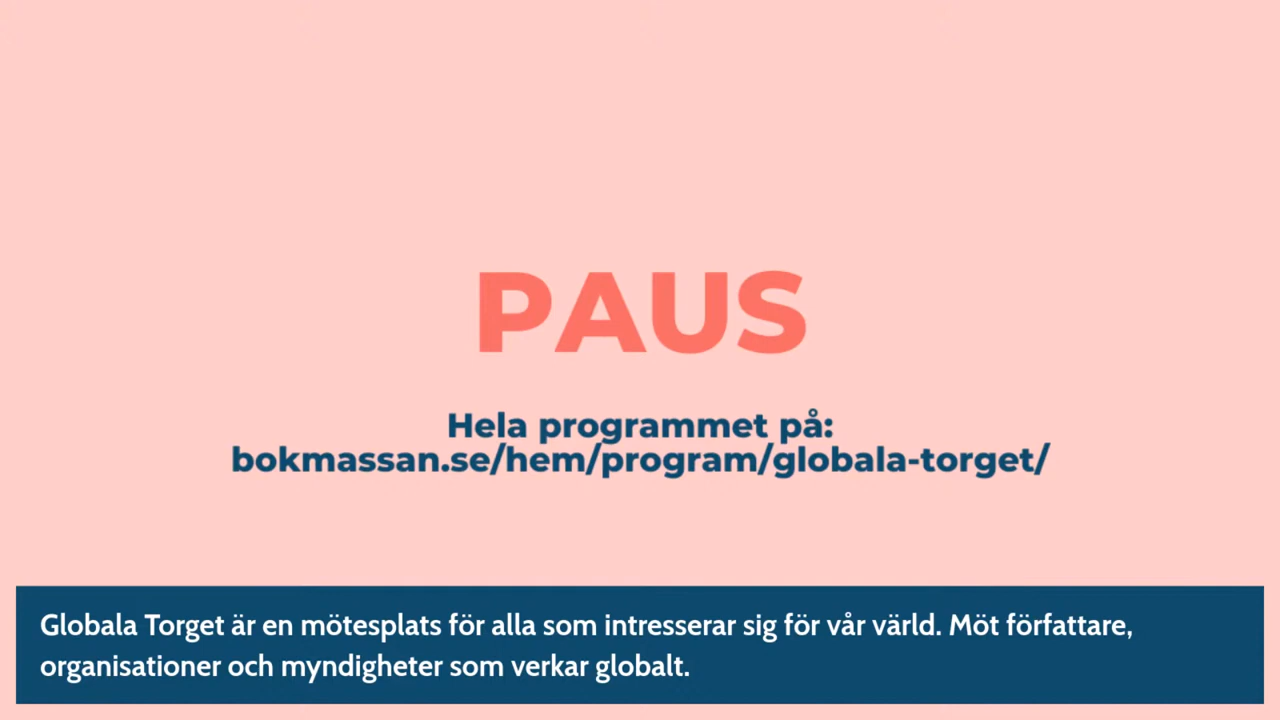 PAUS
Hela programmet på:
bokmassan.se/hem/program/globala-torget/
Globala Torget är en mötesplats för alla som intresserar sig för vår värld. Möt författare,
organisationer och myndigheter som verkar globalt.